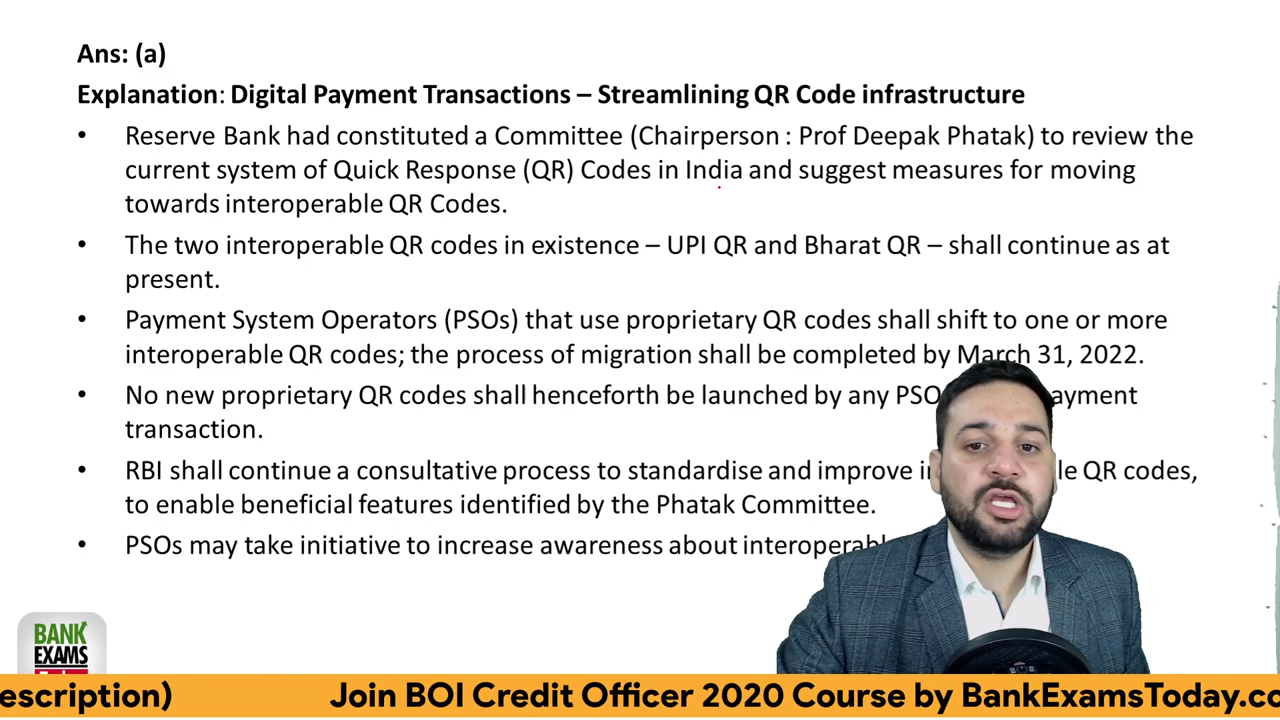 Ans: (a)
Explanation: Digital Payment Transactions – Streamlining QR Code infrastructure
• Reserve Bank had constituted a Committee (Chairperson : Prof Deepak Phatak) to review the
current system of Quick Response (QR) Codes in India and suggest measures for moving
towards interoperable QR Codes.
• The two interoperable QR codes in existence – UPI QR and Bharat QR – shall continue as at
present.
• Payment System Operators (PSOs) that use proprietary QR codes shall shift to one or more
interoperable QR codes; the process of migration shall be completed by March 31, 2022.
• No new proprietary QR codes shall henceforth be launched by any
transaction.
• RBI shall continue a consultative process to standardise and improve QR codes,
to enable beneficial features identified by the Phatak Committee.
• PSOs may take initiative to increase awareness about
BANK
EXAMS
escription) Join BOI Credit Officer 2020 Course by BankExamsToday.co